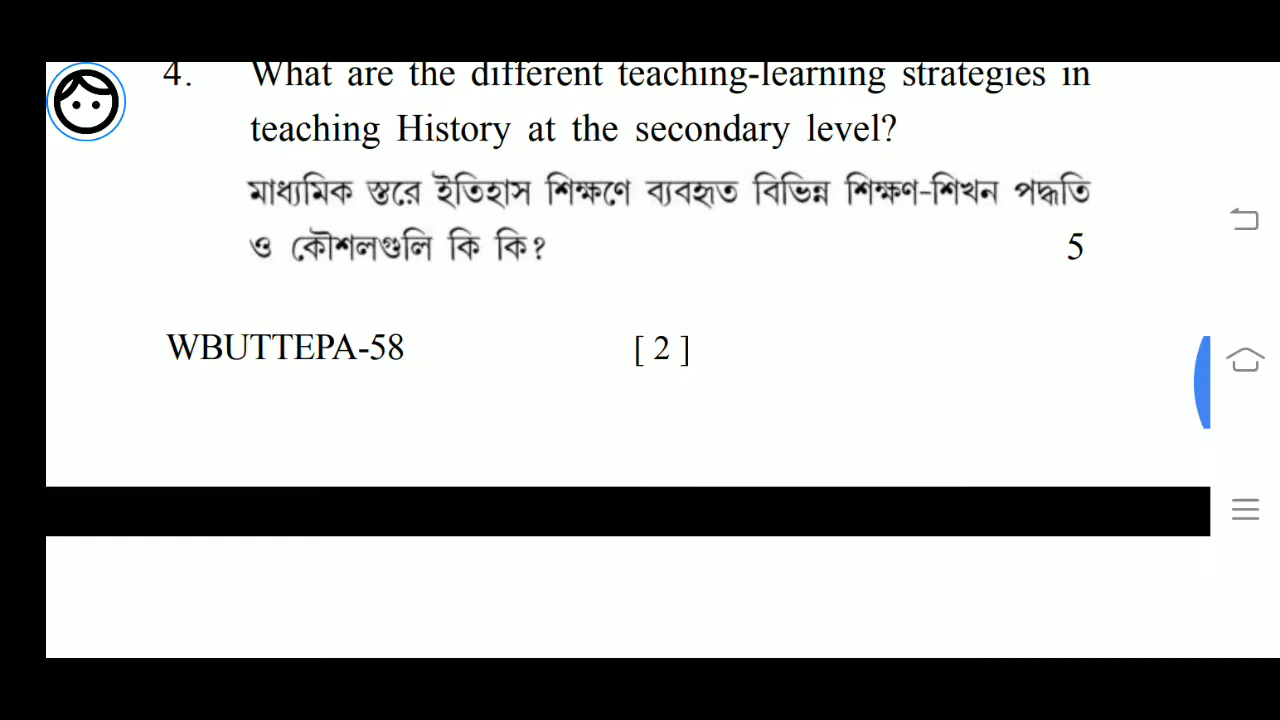 4. What are the different teaching-learning strategies in
teaching History at the secondary level?
মাধ্যমিক স্তরে ইতিহাস শিক্ষণে ব্যবহৃত বিভিন্ন শিক্ষণ-শিখন পদ্ধতি
ও কৌশলগুলি কি কি? 5
WBUTTEPA-58 [ 2 ]